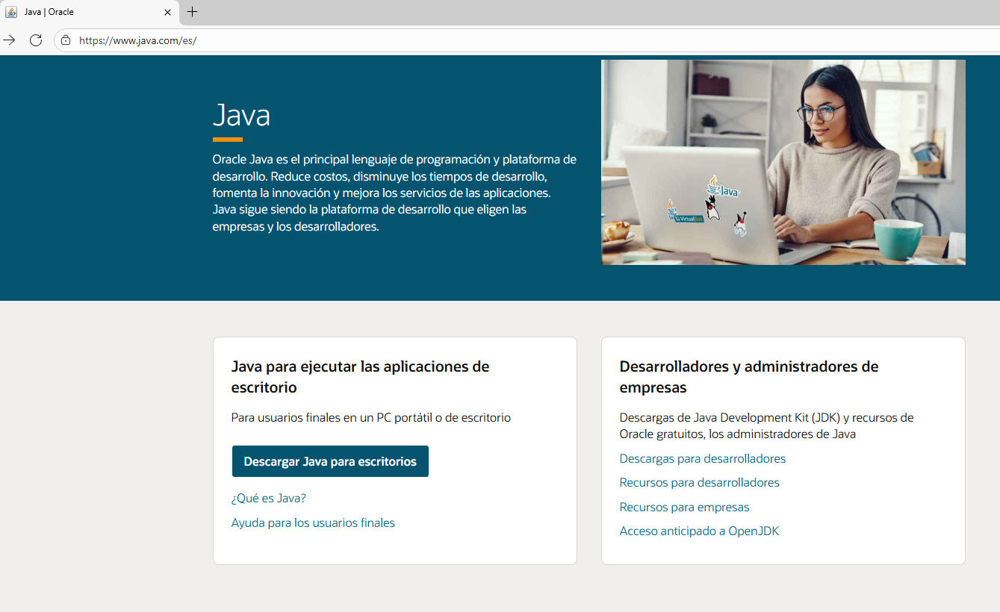 Java | Oracle
https://www.java.com/es/
Java
Oracle Java es el principal lenguaje de programación y plataforma de
desarrollo. Reduce costos, disminuye los tiempos de desarrollo,
fomenta la innovación y mejora los servicios de las aplicaciones.
Java sigue siendo la plataforma de desarrollo que eligen las
empresas y los desarrolladores.
Java
VirtualBox
Java para ejecutar las aplicaciones de
escritorio
Para usuarios finales en un PC portátil o de escritorio
Descargar Java para escritorios
¿Qué es Java?
Ayuda para los usuarios finales
Desarrolladores y administradores de
empresas
Descargas de Java Development Kit (JDK) y recursos de
Oracle gratuitos, los administradores de Java
Descargas para desarrolladores
Recursos para desarrolladores
Recursos para empresas
Acceso anticipado a OpenJDK